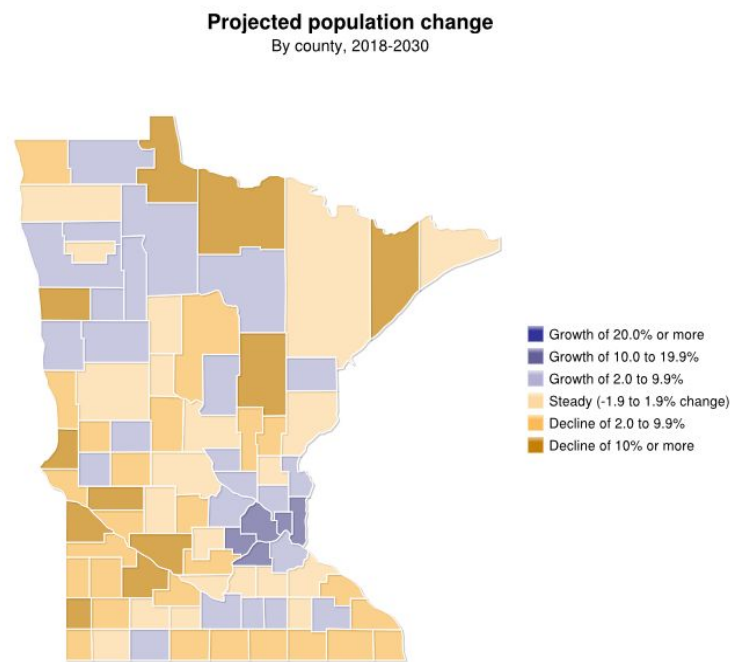 Projected population change
By county, 2018-2030
Growth of 20.0% or more
Growth of 10.0 to 19.9%
Growth of 2.0 to 9.9%
Steady (-1.9 to 1.9% change)
Decline of 2.0 to 9.9%
Decline of 10% or more